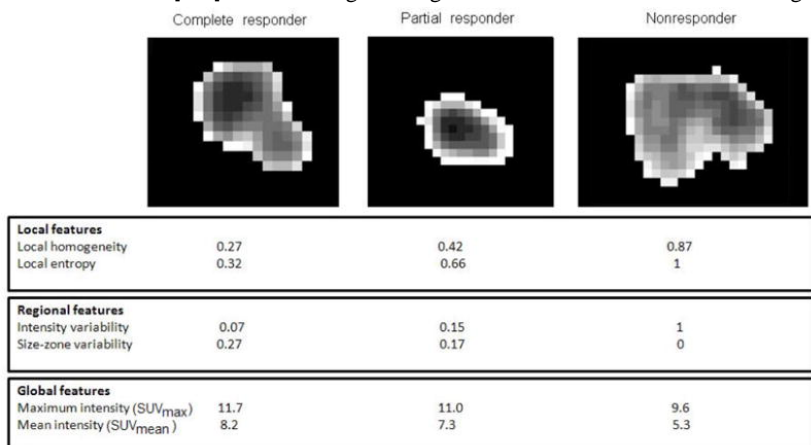 Complete responder Partial responder Nonresponder
Local features
Local homogeneity 0.27 0.42 0.87
Local entropy 0.32 0.66 1
Regional features
Intensity variability 0.07 0.15 1
Size-zone variability 0.27 0.17 0
Global features
Maximum intensity (SUVmax) 11.7 11.0 9.6
Mean intensity (SUVmean) 8.2 7.3 5.3